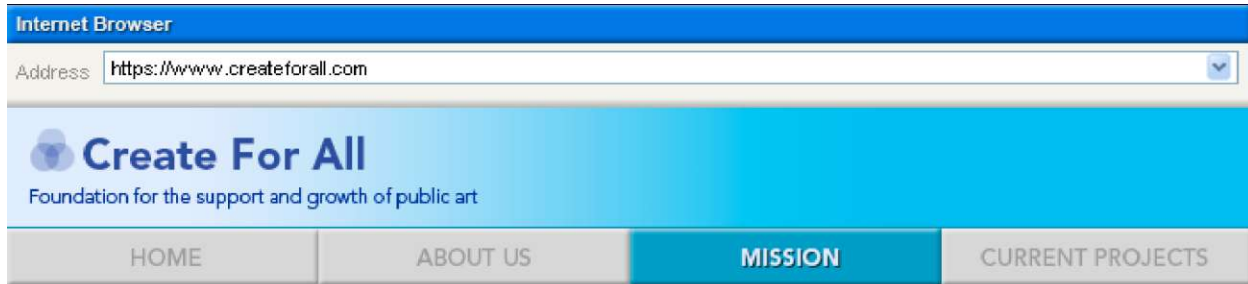 Internet Browser
Address https://www.createforall.com
Create For All
Foundation for the support and growth of public art
HOME ABOUT US MISSION CURRENT PROJECTS